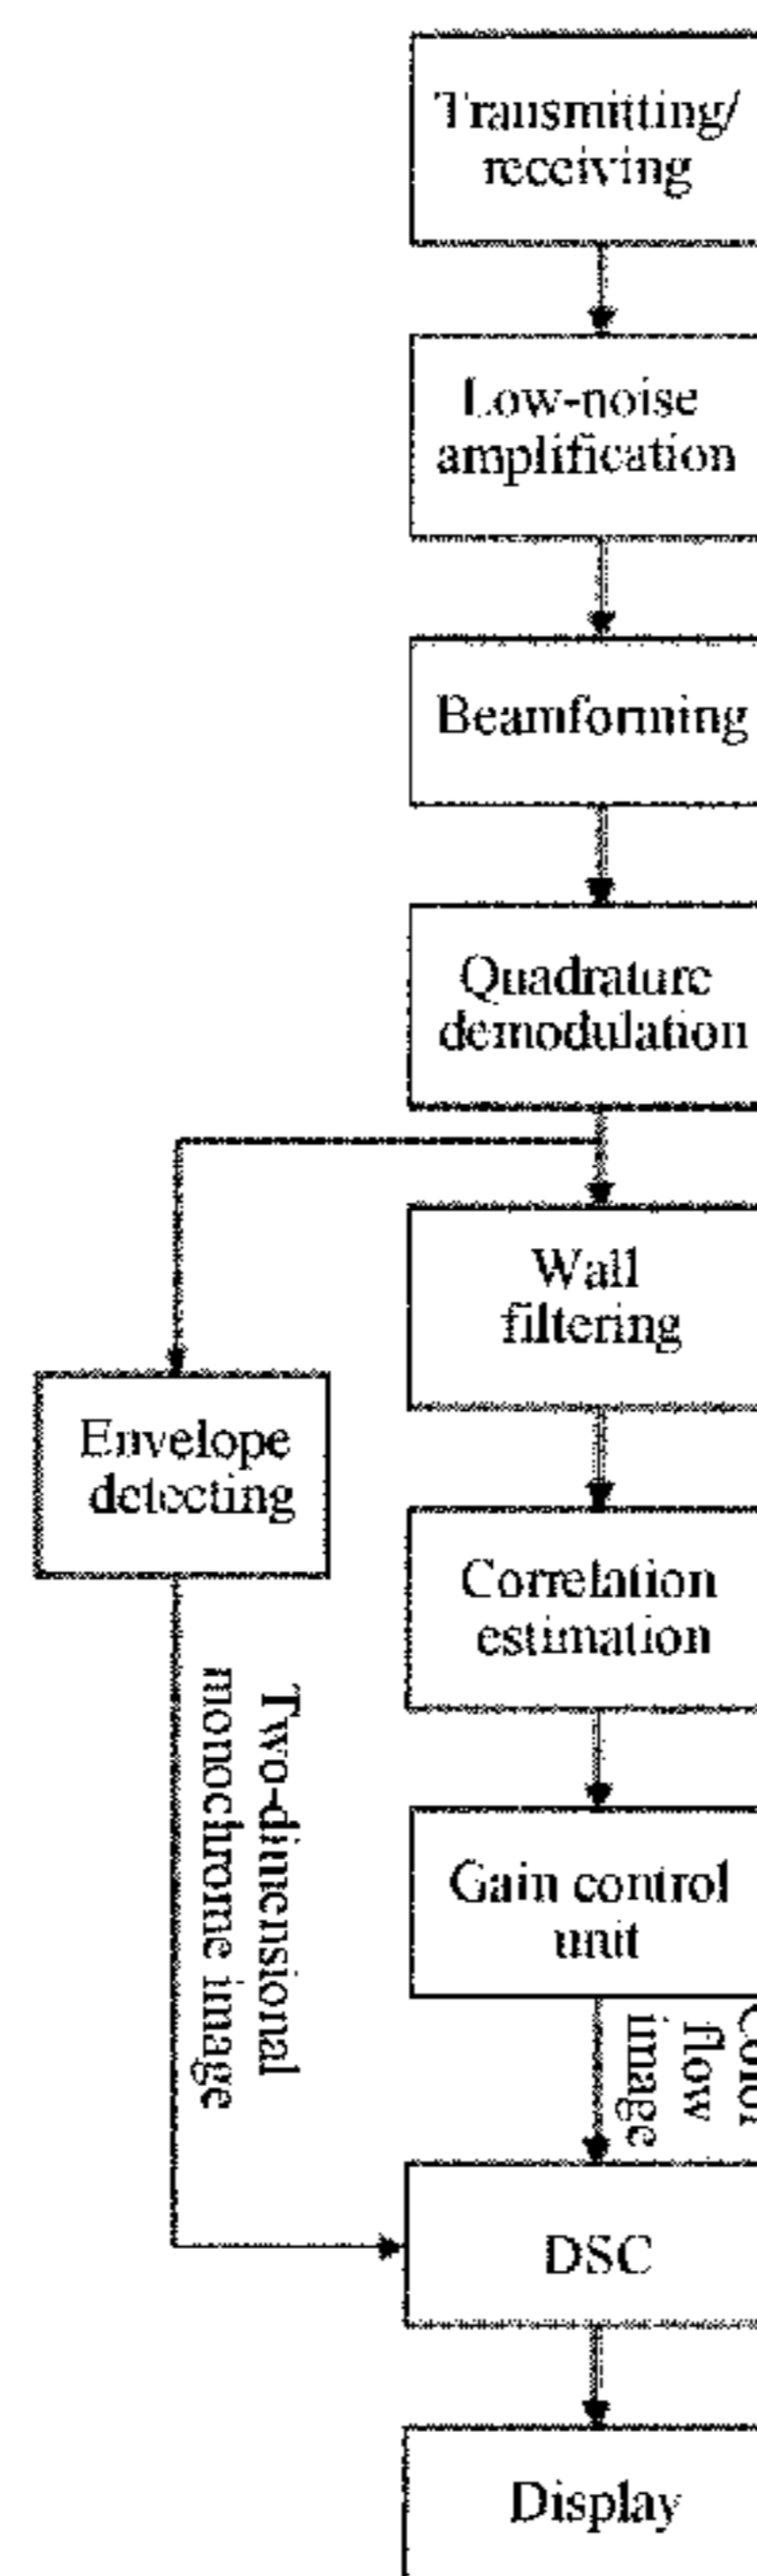 Transmitting/
receiving
Low-noise
amplification
Beamforming
Quadrature
demodulation
Wall
filtering
Envelope
detecting
Correlation
estimation
Two-dimensional
monochrome image
Gain control
unit
Color
flow
image
DSC
Display